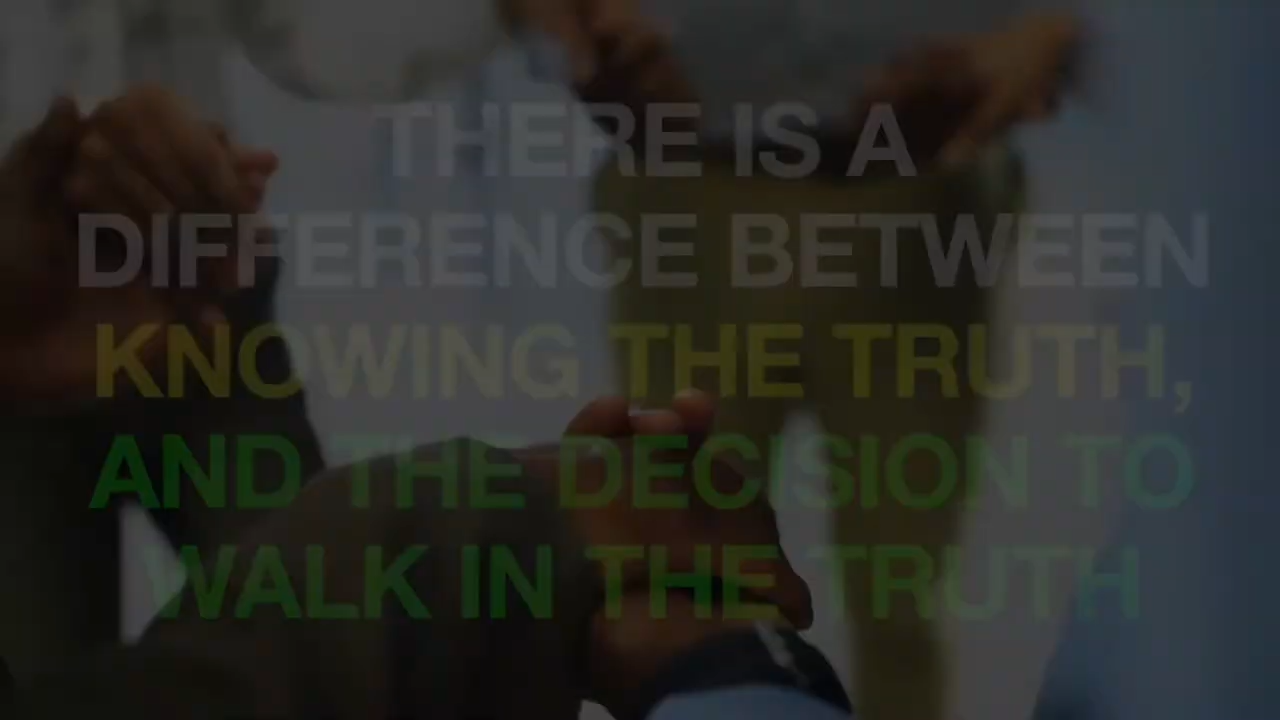 THERE IS A
DIFFERENCE BETWEEN
KNOWING THE TRUTH,
AND THE DECISION TO
WALK IN THE TRUTH